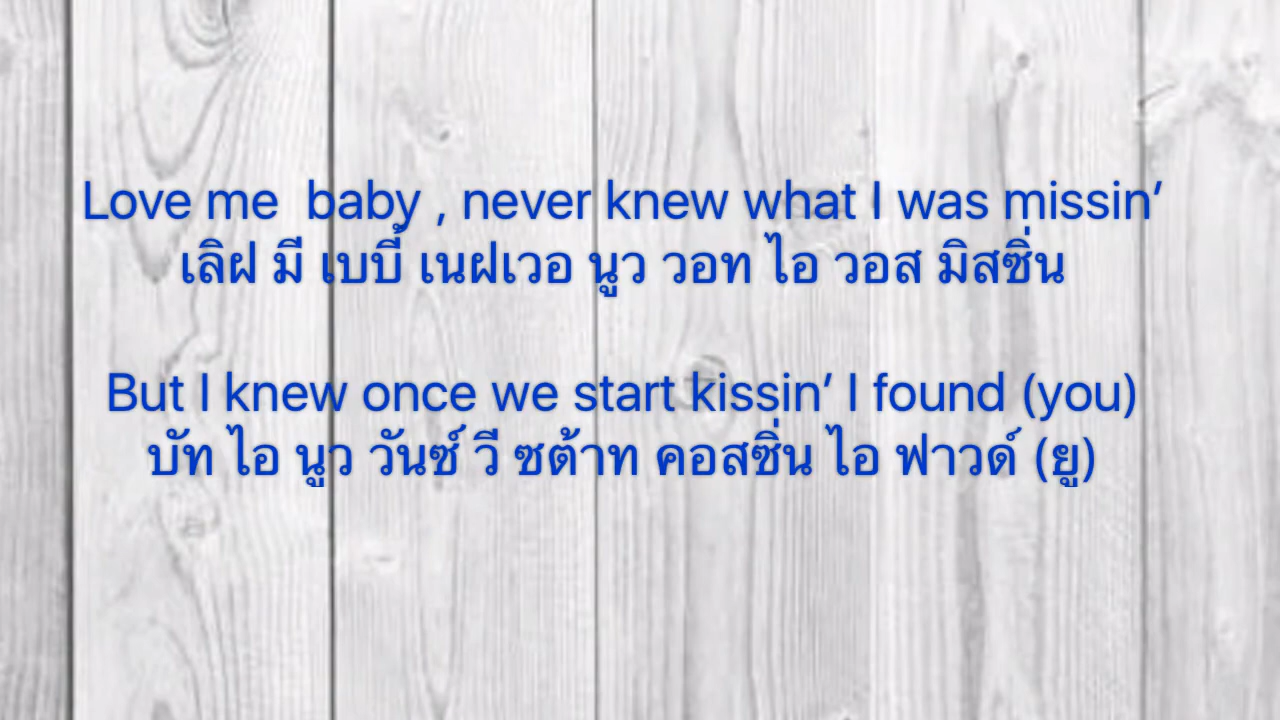 Love me  baby , never knew what I was missin’
เลิฝ มี เบบี้ เนฝเวอ นูว วอท ไอ วอส มิสซิ่น
But I knew once we start kissin’ I found (you)
บัท ไอ นูว วันซ์ วี ซต้าท คอสซิ่น ไอ ฟาวด์ (ยู)